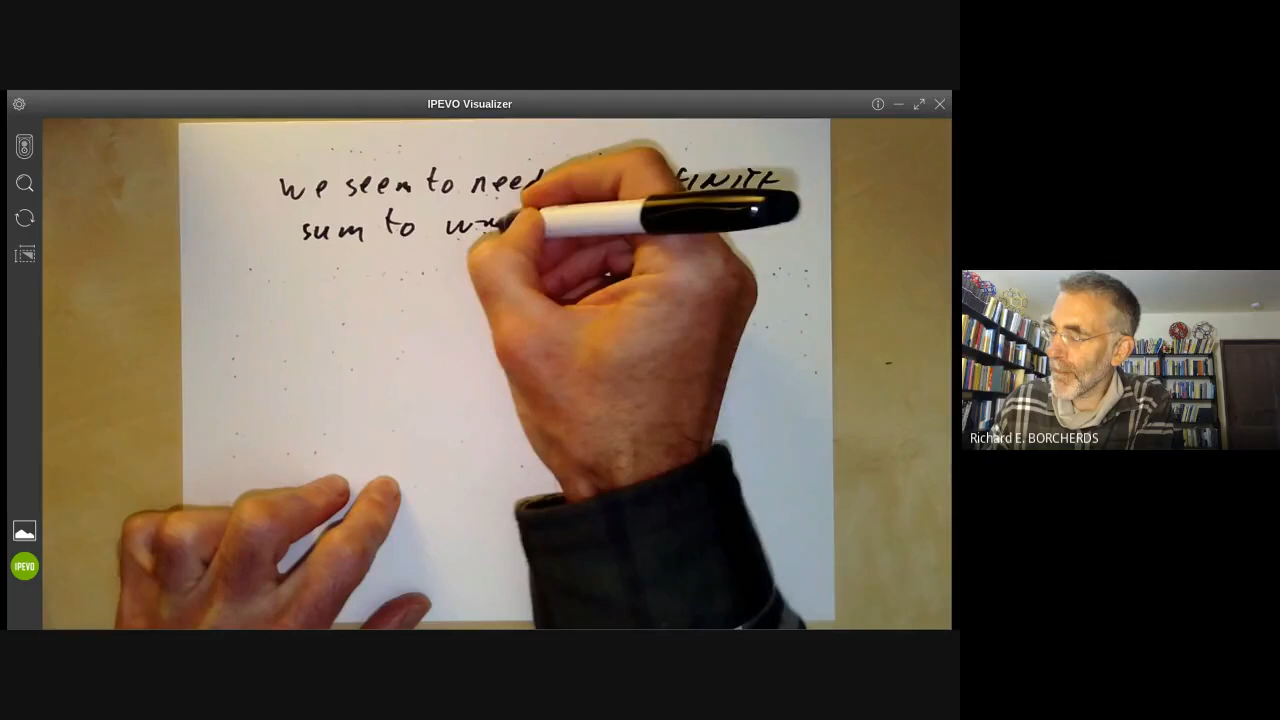 IPEVO Visualizer
we seem to need
sum to
IPEVO
Richard E. BORCHERDS